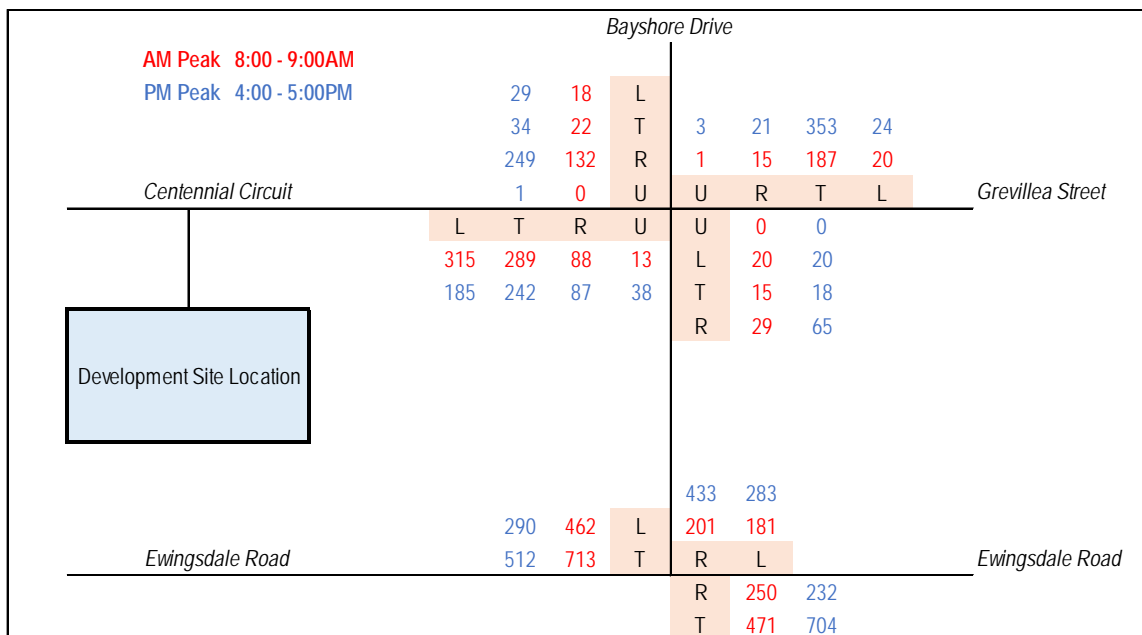 Bayshore Drive
AM Peak 8:00 - 9:00AM
PM Peak 4:00 - 5:00PM
29 18 L
34 22 T 3 21 353 24
249 132 R 1 15 187 20
Centennial Circuit 1 0 U U R T L Grevillea Street
L T R U U 0 0
315 289 88 13 L 20 20
185 242 87 38 T 15 18
R 29 65
Development Site Location
433 283
290 462 L 201 181
Ewingsdale Road 512 713 T R L Ewingsdale Road
R 250 232
T 471 704